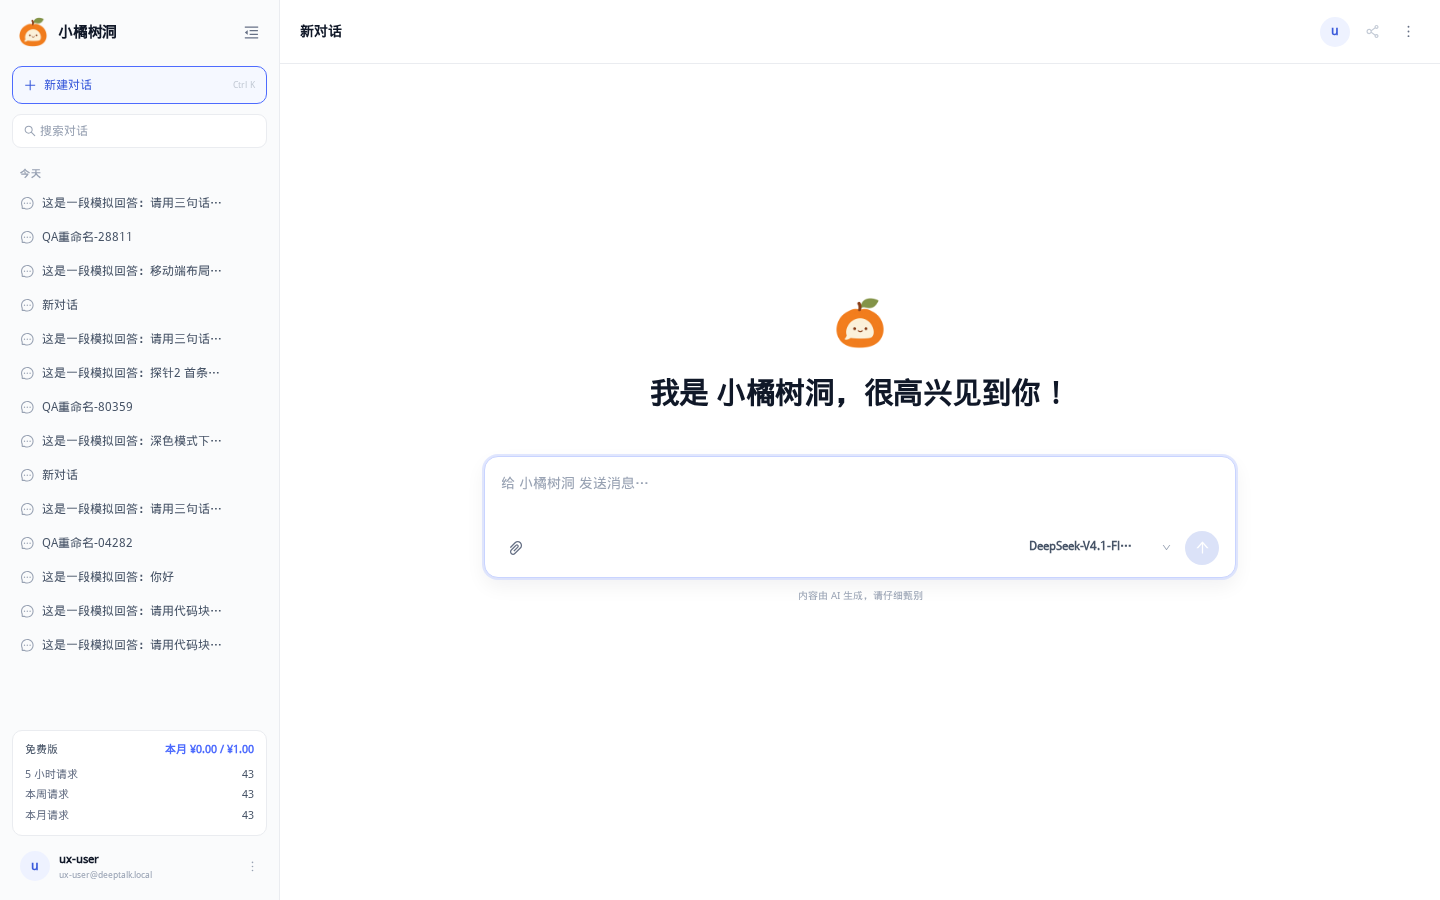 小橘树洞
新建对话
Ctrl K
搜索对话
今天
这是一段模拟回答：请用三句话…
QA重命名-28811
这是一段模拟回答：移动端布局…
新对话
这是一段模拟回答：请用三句话…
这是一段模拟回答：探针2 首条…
QA重命名-80359
这是一段模拟回答：深色模式下…
新对话
这是一段模拟回答：请用三句话…
QA重命名-04282
这是一段模拟回答：你好
这是一段模拟回答：请用代码块…
这是一段模拟回答：请用代码块…
免费版 本月 ¥0.00 / ¥1.00
5 小时请求 43
本周请求 43
本月请求 43
u
ux-user
ux-user@deeptalk.local
新对话
u
我是 小橘树洞，很高兴见到你！
给 小橘树洞 发送消息…
DeepSeek-V4.1-Fl…
内容由 AI 生成，请仔细甄别